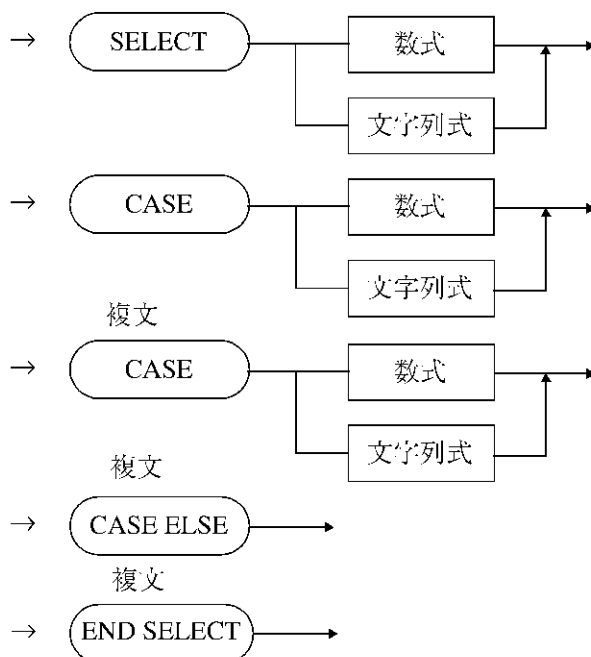 → SELECT 数式
文字列式
→ CASE 数式
文字列式
複文
→ CASE 数式
文字列式
複文
→ CASE ELSE
複文
→ END SELECT